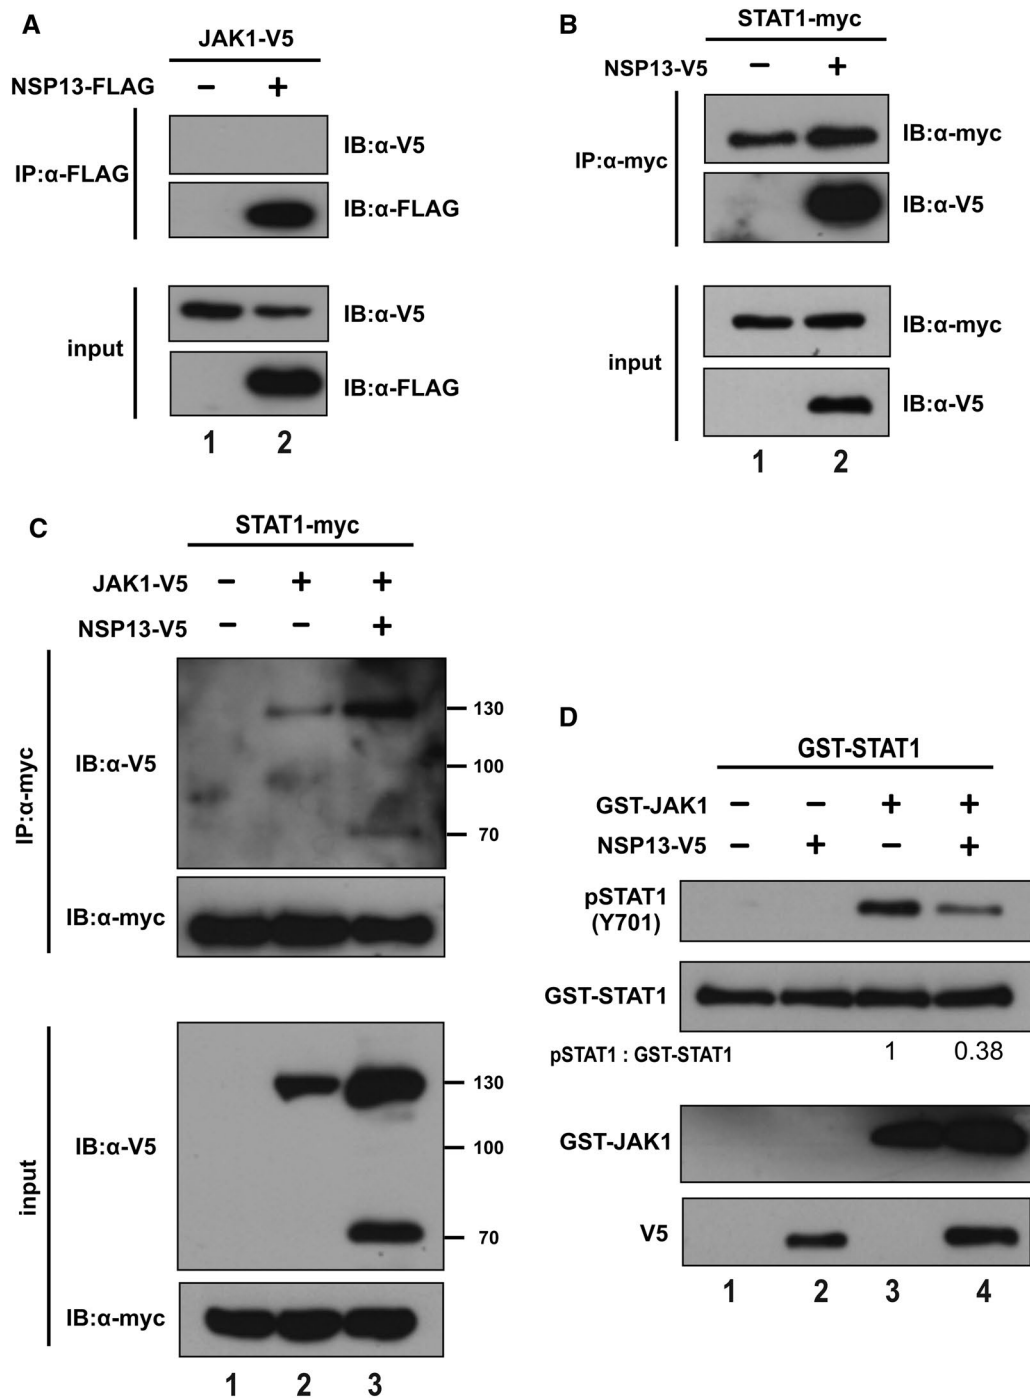 A
JAK1-V5
NSP13-FLAG − +
IP:α-FLAG
IB:α-V5
IB:α-FLAG
input
IB:α-V5
IB:α-FLAG
1 2
B
STAT1-myc
NSP13-V5 − +
IP:α-myc
IB:α-myc
IB:α-V5
input
IB:α-myc
IB:α-V5
1 2
C
STAT1-myc
JAK1-V5 − + +
NSP13-V5 − − +
IP:α-myc
IB:α-V5
130
100
70
IB:α-myc
input
IB:α-V5
130
100
70
IB:α-myc
1 2 3
D
GST-STAT1
GST-JAK1 − − + +
NSP13-V5 − + − +
pSTAT1
(Y701)
GST-STAT1
pSTAT1 : GST-STAT1 1 0.38
GST-JAK1
V5
1 2 3 4